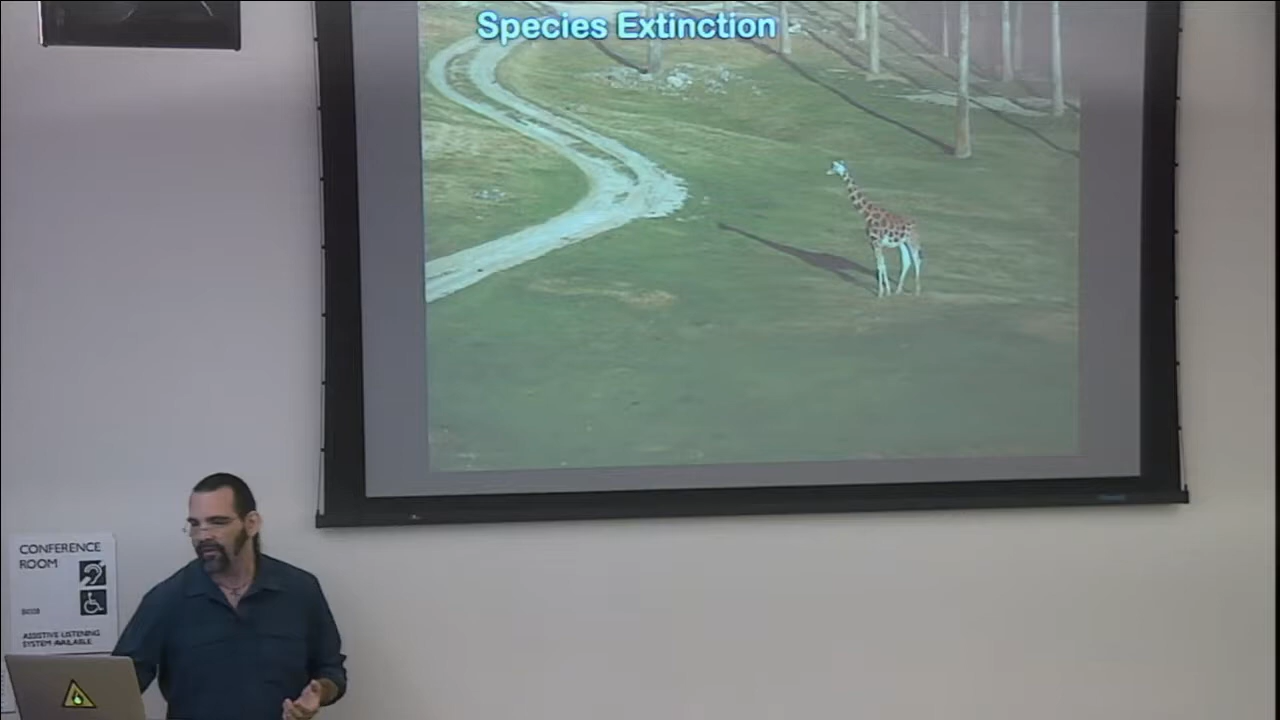 Species Extinction
CONFERENCE
ROOM
ASSISTIVE LISTENING
SYSTEM AVAILABLE